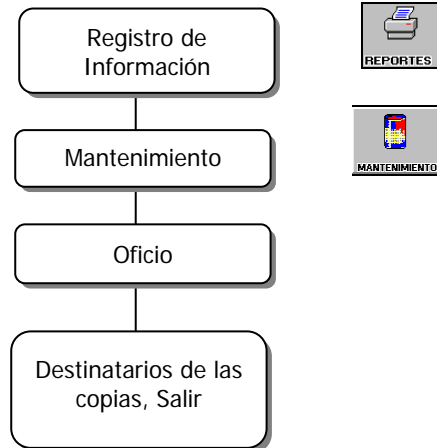 Registro de
Información
REPORTES
Mantenimiento
MANTENIMIENTO
Oficio
Destinatarios de las
copias, Salir